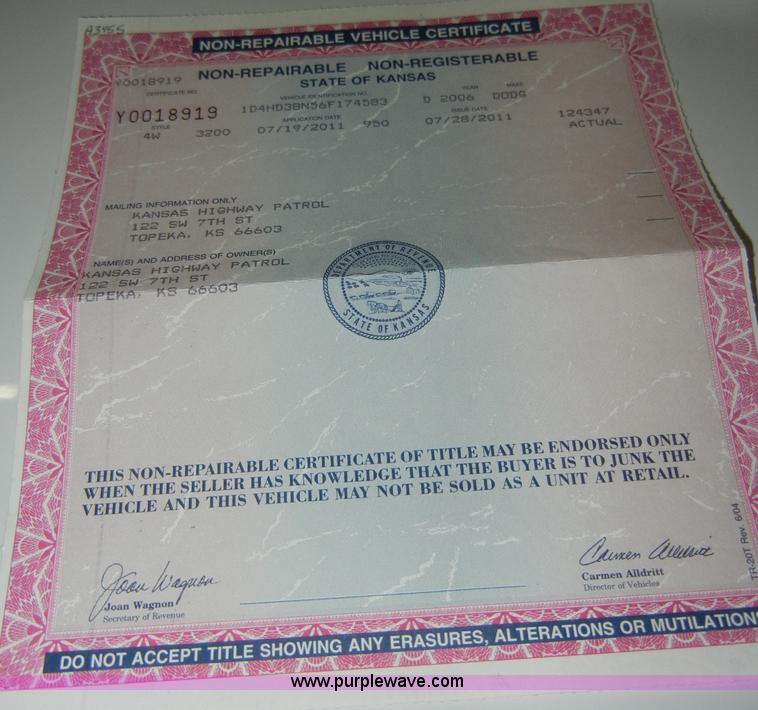 A3455
NON-REPAIRABLE VEHICLE CERTIFICATE
Y0018919 NON-REPAIRABLE NON-REGISTERABLE
STATE OF KANSAS
CERTIFICATE NO. VEHICLE IDENTIFICATION NO. YEAR MAKE
Y0018919 1D4HD38N56F174583 D 2006 DODG
STYLE APPLICATION DATE ISSUE DATE 124347
4W 3200 07/19/2011 950 07/28/2011 ACTUAL
MAILING INFORMATION ONLY
KANSAS HIGHWAY PATROL
122 SW 7TH ST
TOPEKA, KS 66603
NAME(S) AND ADDRESS OF OWNER(S)
KANSAS HIGHWAY PATROL
122 SW 7TH ST
TOPEKA, KS 66603
DEPARTMENT OF REVENUE
STATE OF KANSAS
THIS NON-REPAIRABLE CERTIFICATE OF TITLE MAY BE ENDORSED ONLY
WHEN THE SELLER HAS KNOWLEDGE THAT THE BUYER IS TO JUNK THE
VEHICLE AND THIS VEHICLE MAY NOT BE SOLD AS A UNIT AT RETAIL.
Joan Wagnon
Joan Wagnon
Secretary of Revenue
Carmen Alldritt
Carmen Alldritt
Director of Vehicles
TR-20T Rev. 6/04
DO NOT ACCEPT TITLE SHOWING ANY ERASURES, ALTERATIONS OR MUTILATION
www.purplewave.com